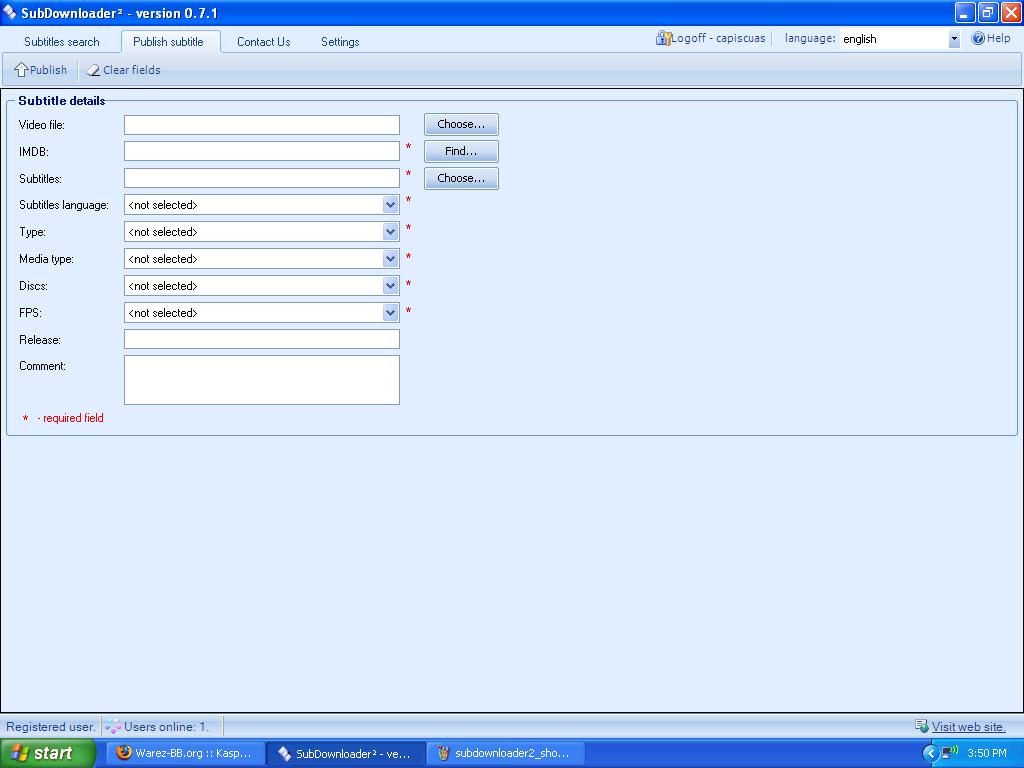 SubDownloader² - version 0.7.1
Subtitles search Publish subtitle Contact Us Settings Logoff - capiscuas language: english Help
Publish Clear fields
Subtitle details
Video file: Choose...
IMDB: * Find...
Subtitles: * Choose...
Subtitles language: <not selected> *
Type: <not selected> *
Media type: <not selected> *
Discs: <not selected> *
FPS: <not selected> *
Release:
Comment:
* - required field
Registered user. Users online: 1. Visit web site.
start Warez-BB.org :: Kasp... SubDownloader² - ve... subdownloader2_sho... 3:50 PM